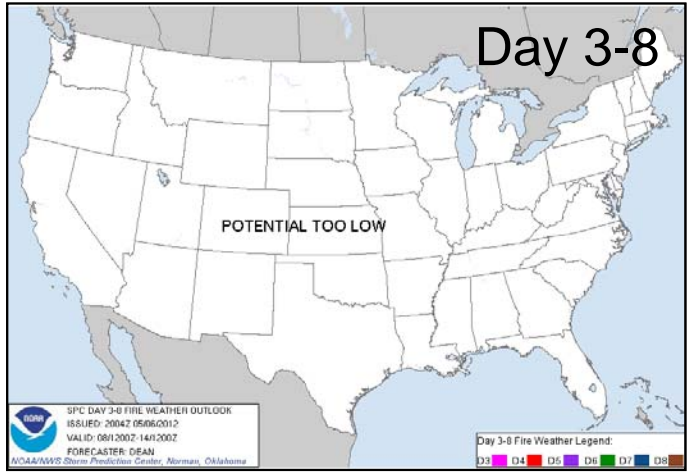 Day 3-8
POTENTIAL TOO LOW
NOAA
SPC DAY 3-8 FIRE WEATHER OUTLOOK
ISSUED: 2004Z 05/06/2012
VALID: 08/1200Z-14/1200Z
FORECASTER: DEAN
NOAA/NWS Storm Prediction Center, Norman, Oklahoma
Day 3-8 Fire Weather Legend:
D3 D4 D5 D6 D7 D8